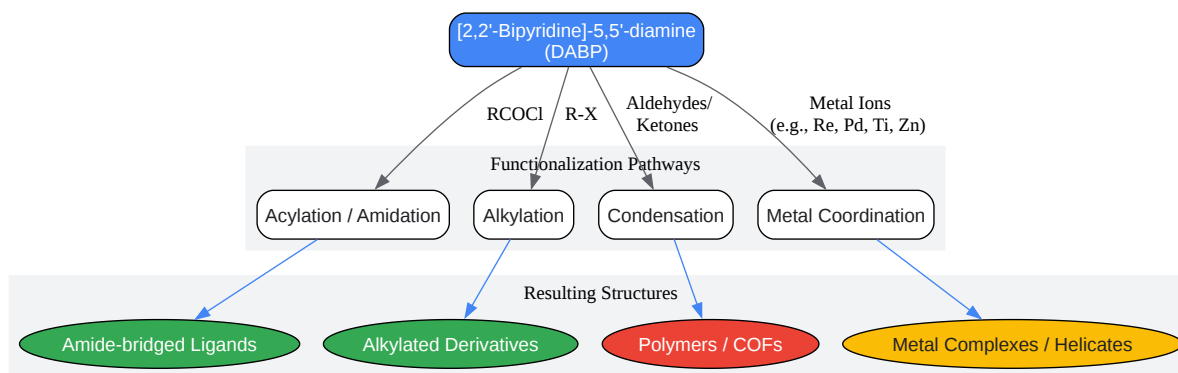 [2,2'-Bipyridine]-5,5'-diamine
(DABP)
RCOCl
R-X
Aldehydes/
Ketones
Metal Ions
(e.g., Re, Pd, Ti, Zn)
Functionalization Pathways
Acylation / Amidation
Alkylation
Condensation
Metal Coordination
Resulting Structures
Amide-bridged Ligands
Alkylated Derivatives
Polymers / COFs
Metal Complexes / Helicates